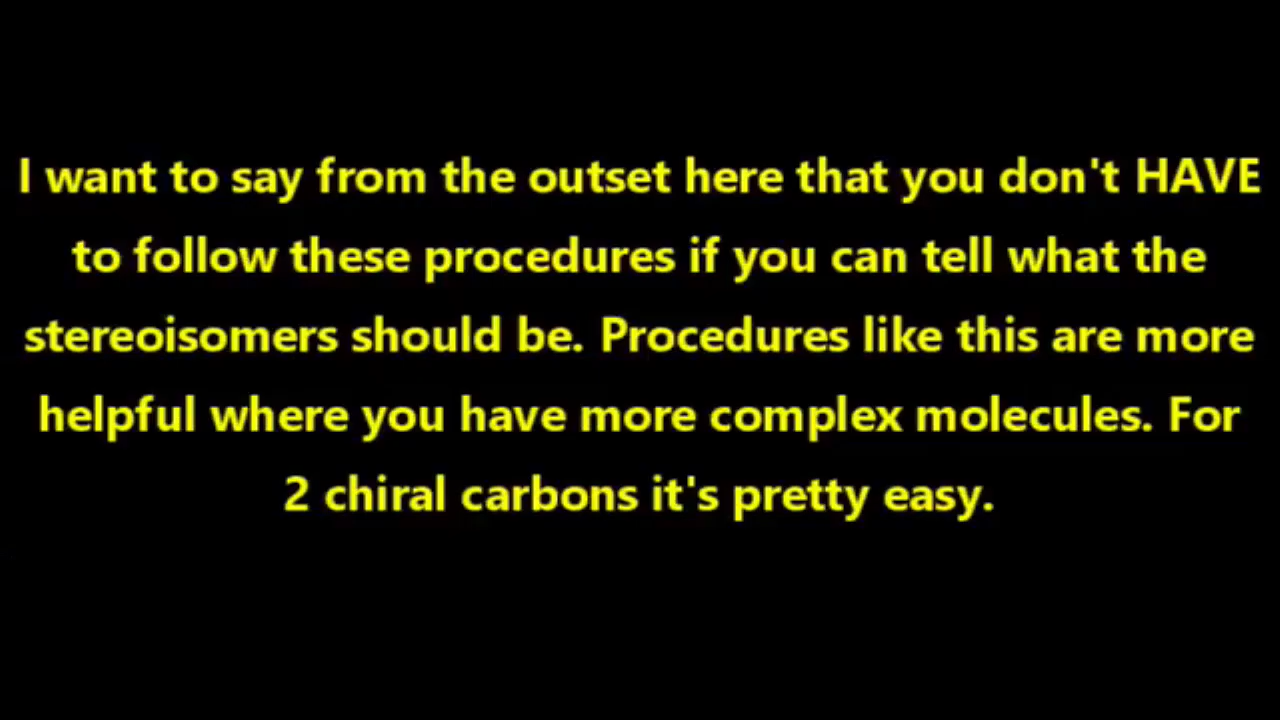 I want to say from the outset here that you don't HAVE
to follow these procedures if you can tell what the
stereoisomers should be. Procedures like this are more
helpful where you have more complex molecules. For
2 chiral carbons it's pretty easy.